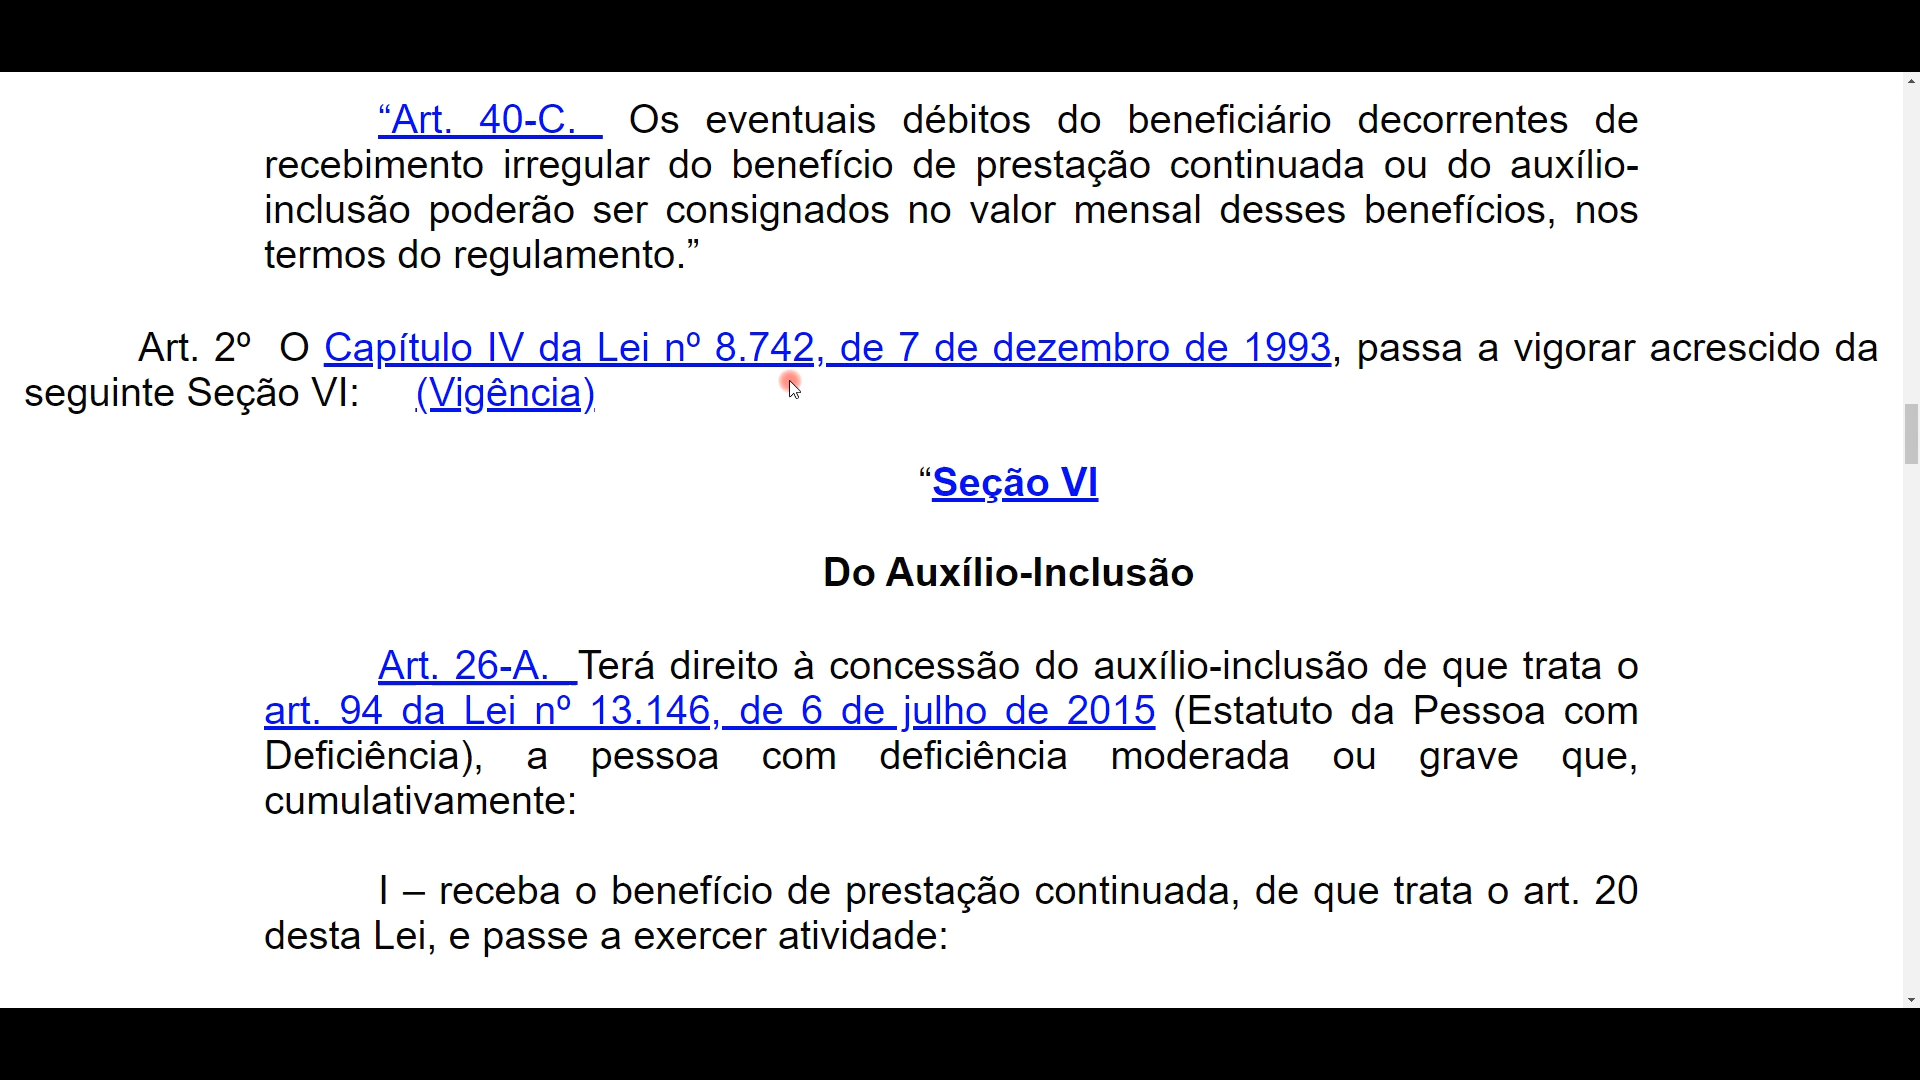 “Art. 40-C. Os eventuais débitos do beneficiário decorrentes de
recebimento irregular do benefício de prestação continuada ou do auxílio-
inclusão poderão ser consignados no valor mensal desses benefícios, nos
termos do regulamento.”
Art. 2º O Capítulo IV da Lei nº 8.742, de 7 de dezembro de 1993, passa a vigorar acrescido da
seguinte Seção VI: (Vigência)
“Seção VI
Do Auxílio-Inclusão
Art. 26-A. Terá direito à concessão do auxílio-inclusão de que trata o
art. 94 da Lei nº 13.146, de 6 de julho de 2015 (Estatuto da Pessoa com
Deficiência), a pessoa com deficiência moderada ou grave que,
cumulativamente:
I – receba o benefício de prestação continuada, de que trata o art. 20
desta Lei, e passe a exercer atividade: